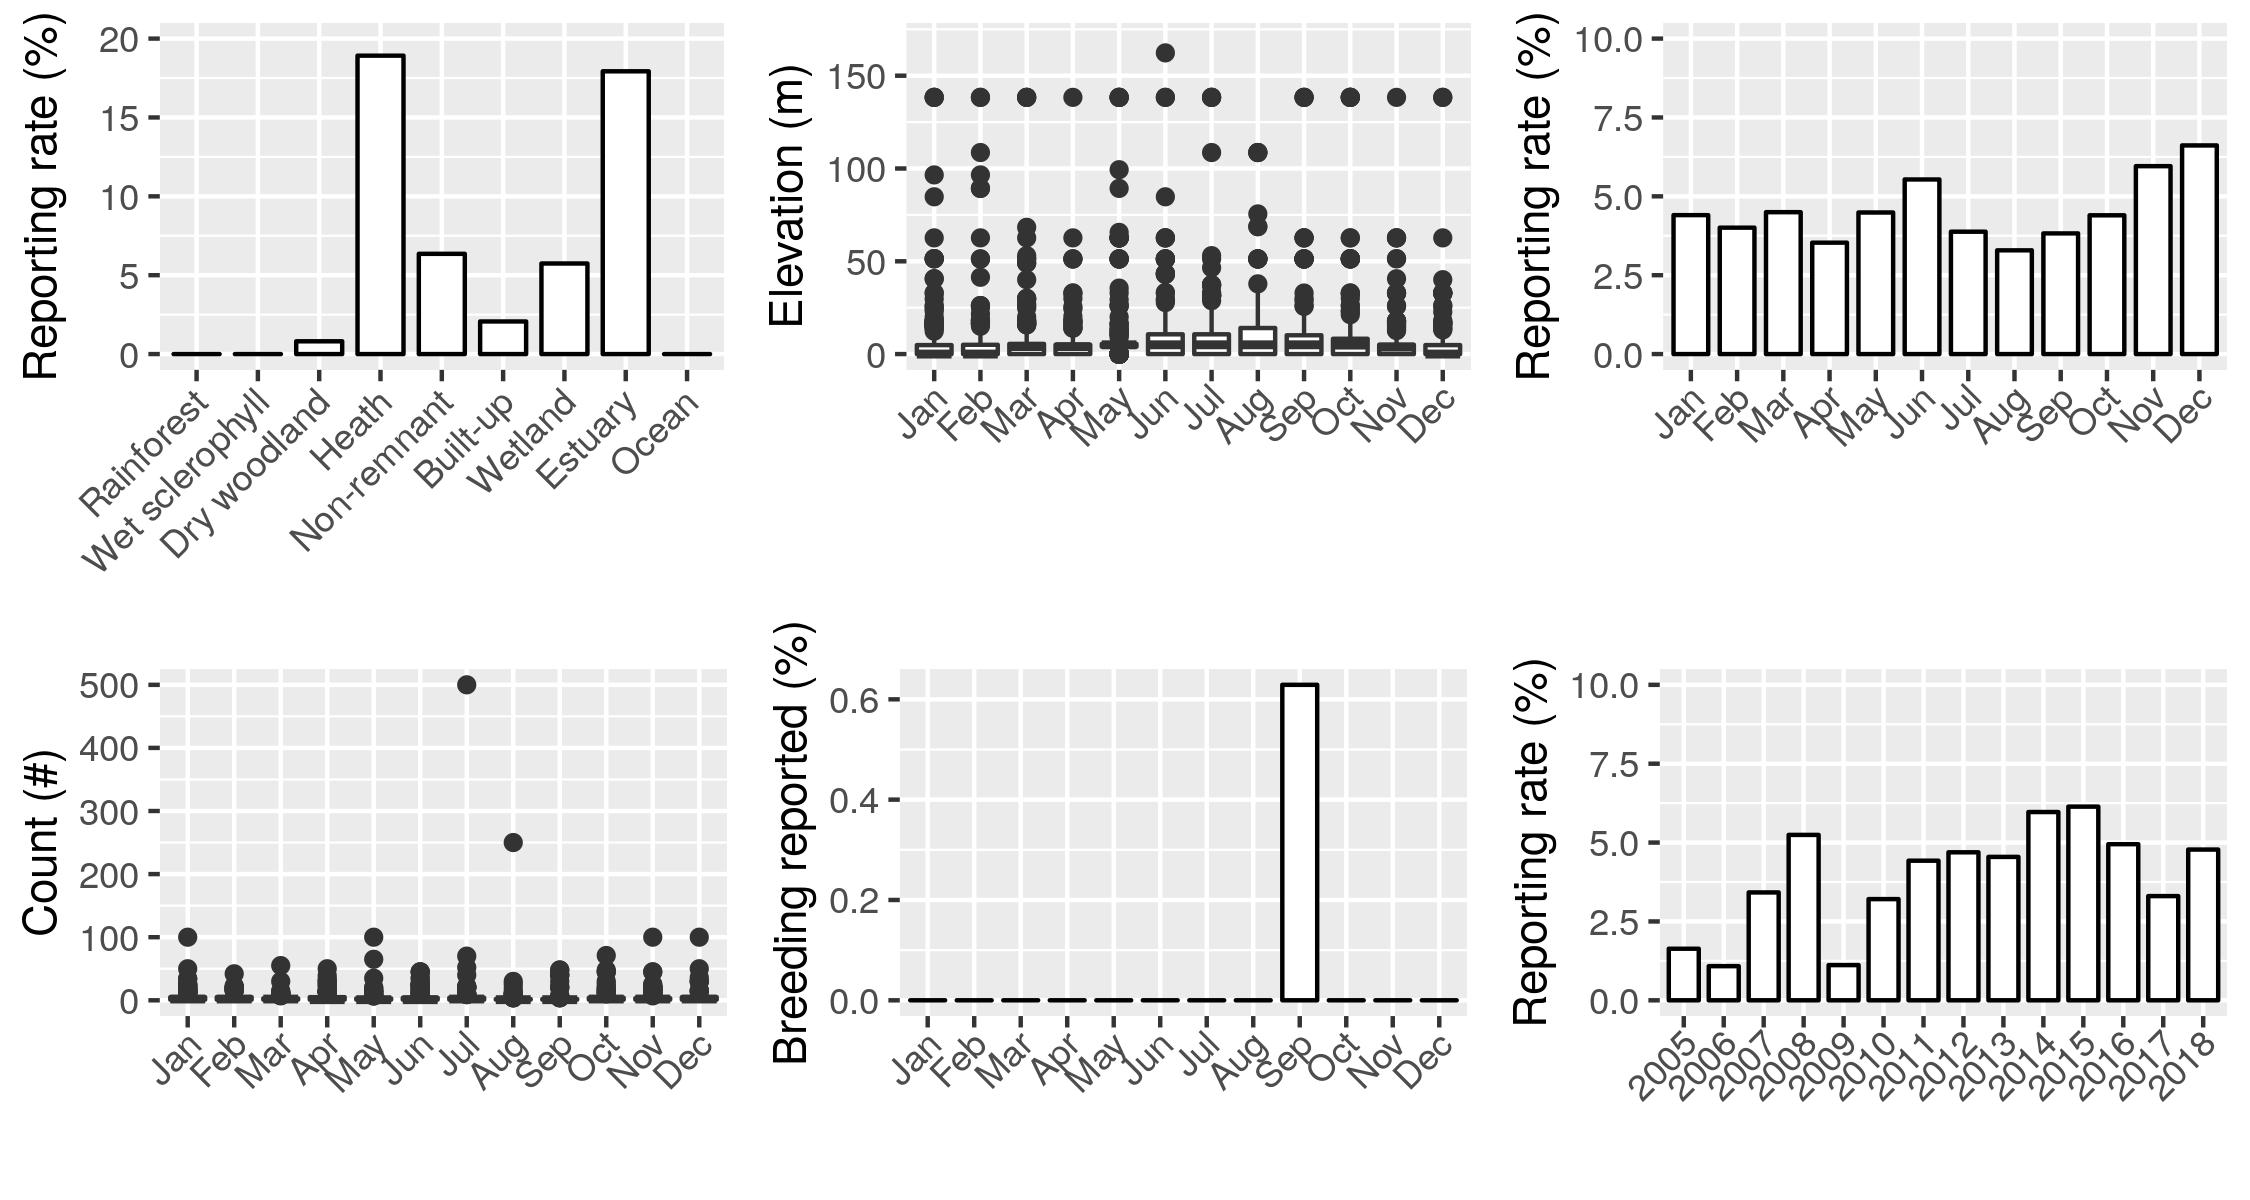 Reporting rate (%)
20
15
10
5
0
Rainforest
Wet sclerophyll
Dry woodland
Heath
Non-remnant
Built-up
Wetland
Estuary
Ocean
Elevation (m)
150
100
50
0
Jan
Feb
Mar
Apr
May
Jun
Jul
Aug
Sep
Oct
Nov
Dec
Reporting rate (%)
10.0
7.5
5.0
2.5
0.0
Jan
Feb
Mar
Apr
May
Jun
Jul
Aug
Sep
Oct
Nov
Dec
Count (#)
500
400
300
200
100
0
Jan
Feb
Mar
Apr
May
Jun
Jul
Aug
Sep
Oct
Nov
Dec
Breeding reported (%)
0.6
0.4
0.2
0.0
Jan
Feb
Mar
Apr
May
Jun
Jul
Aug
Sep
Oct
Nov
Dec
Reporting rate (%)
10.0
7.5
5.0
2.5
0.0
2005
2006
2007
2008
2009
2010
2011
2012
2013
2014
2015
2016
2017
2018